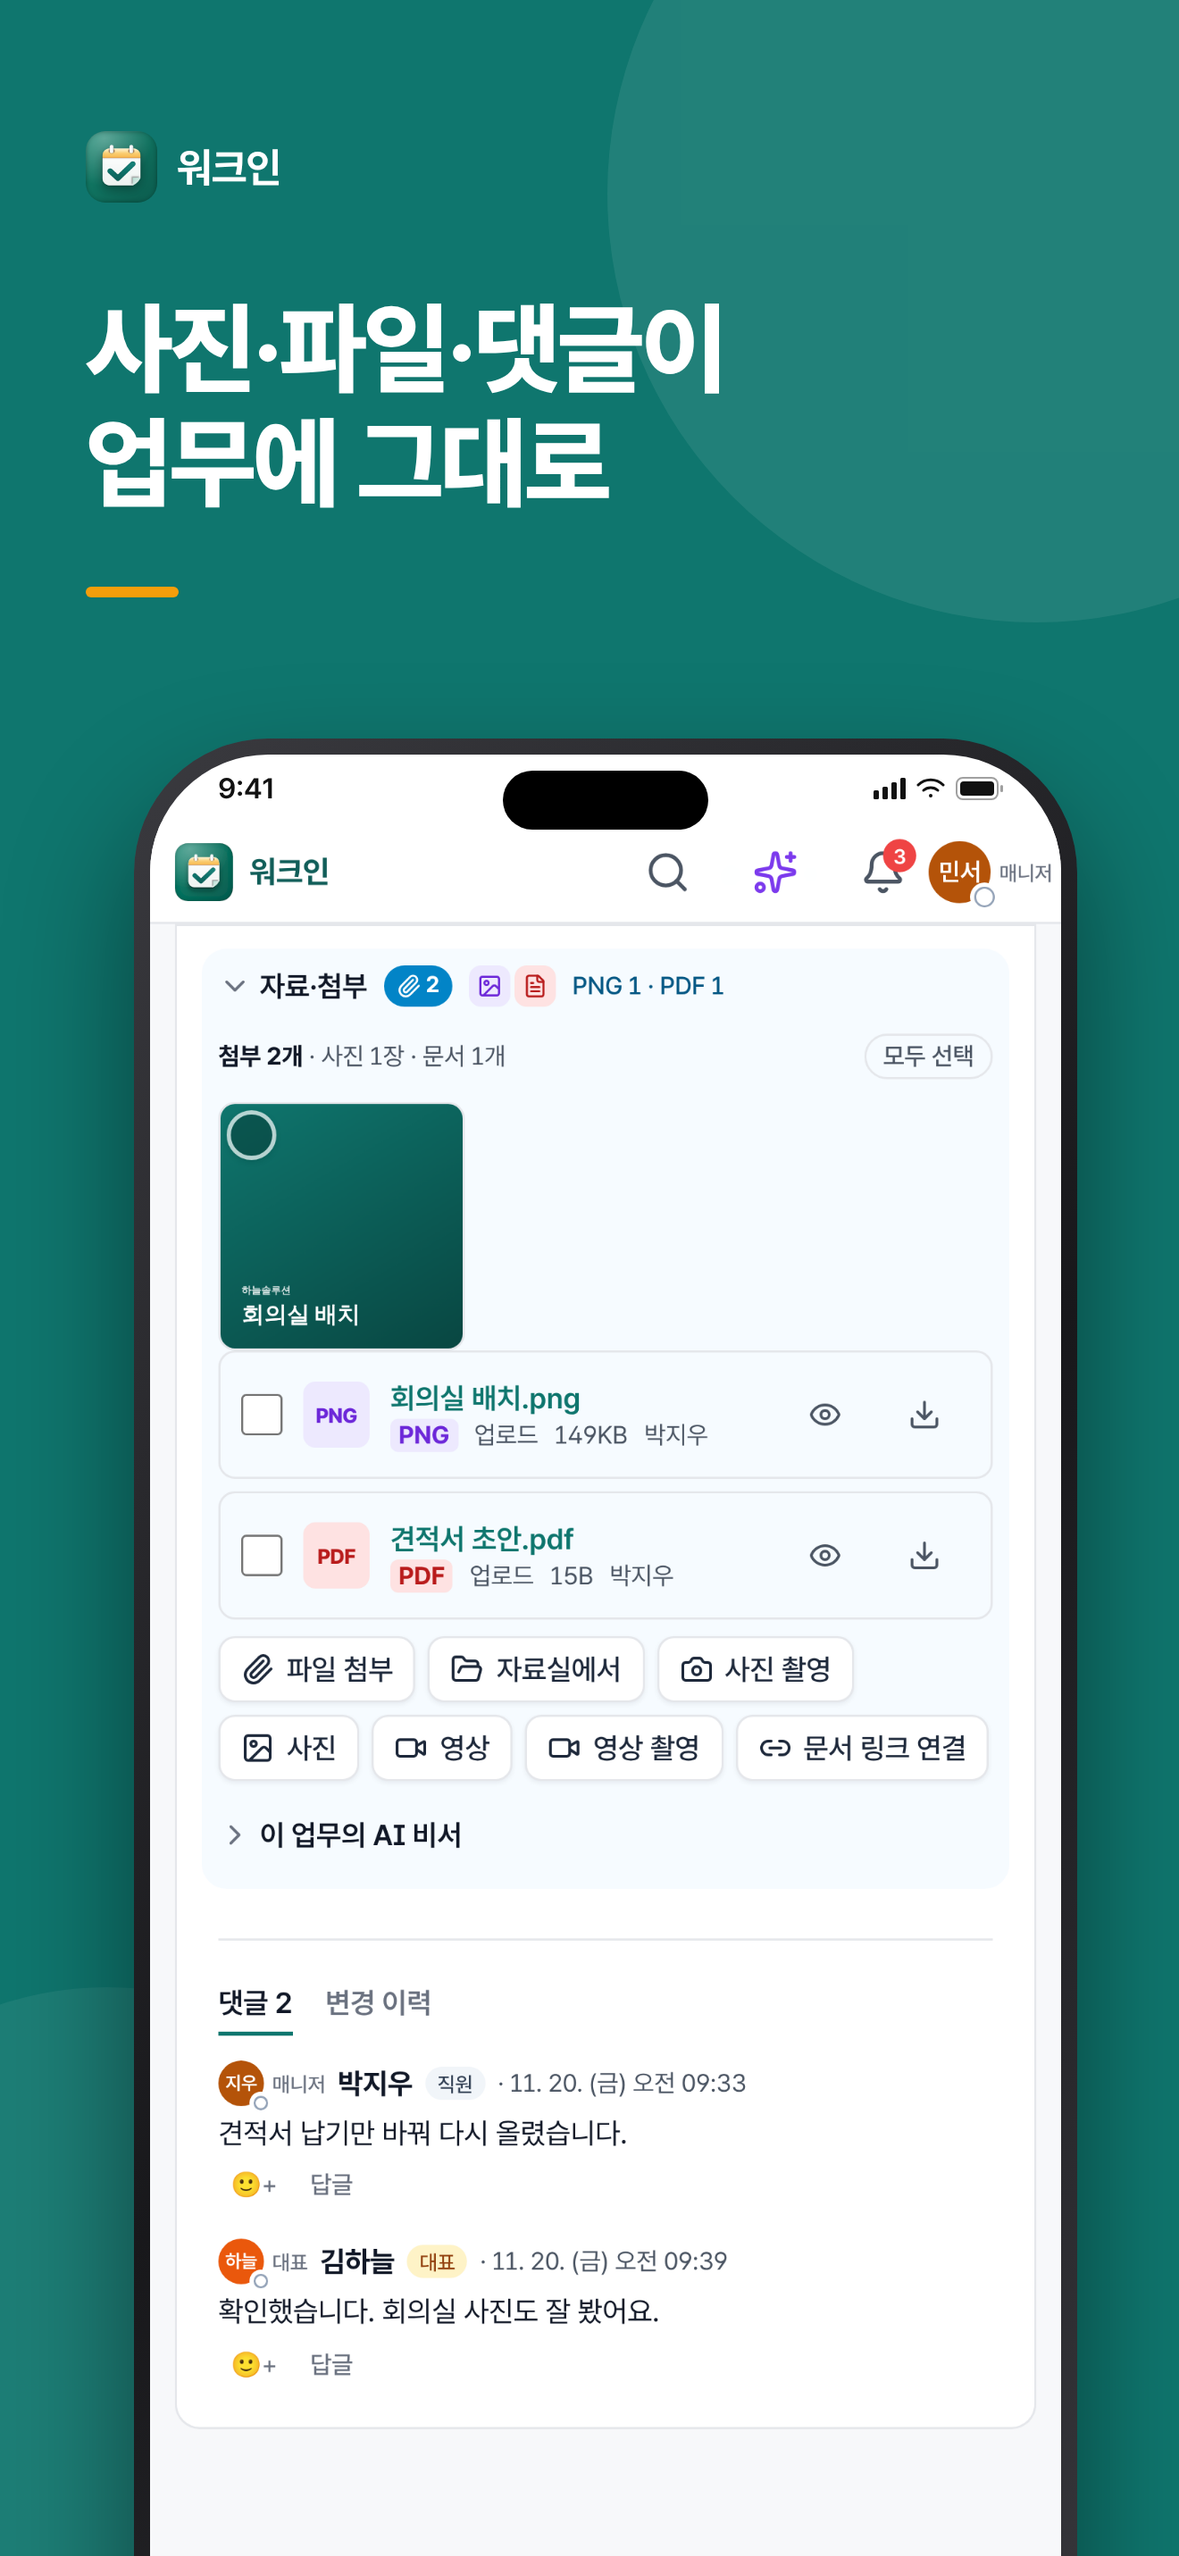 워크인
사진·파일·댓글이
업무에 그대로
9:41
워크인
3
민서
매니저
자료·첨부 2 PNG 1 · PDF 1
첨부 2개 · 사진 1장 · 문서 1개
모두 선택
하늘솔루션
회의실 배치
PNG
회의실 배치.png
PNG 업로드 149KB 박지우
PDF
견적서 초안.pdf
PDF 업로드 15B 박지우
파일 첨부 자료실에서 사진 촬영
사진 영상 영상 촬영 문서 링크 연결
이 업무의 AI 비서
댓글 2 변경 이력
지우 매니저 박지우 직원 · 11. 20. (금) 오전 09:33
견적서 납기만 바꿔 다시 올렸습니다.
🙂+ 답글
하늘 대표 김하늘 대표 · 11. 20. (금) 오전 09:39
확인했습니다. 회의실 사진도 잘 봤어요.
🙂+ 답글